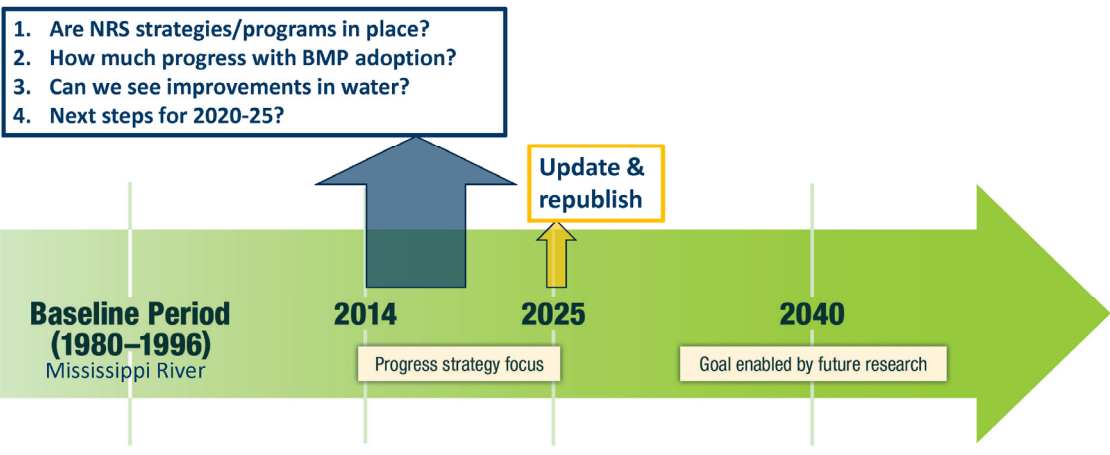 1. Are NRS strategies/programs in place?
2. How much progress with BMP adoption?
3. Can we see improvements in water?
4. Next steps for 2020-25?
Update &
republish
Baseline Period
(1980–1996)
Mississippi River
2014
2025
2040
Progress strategy focus
Goal enabled by future research